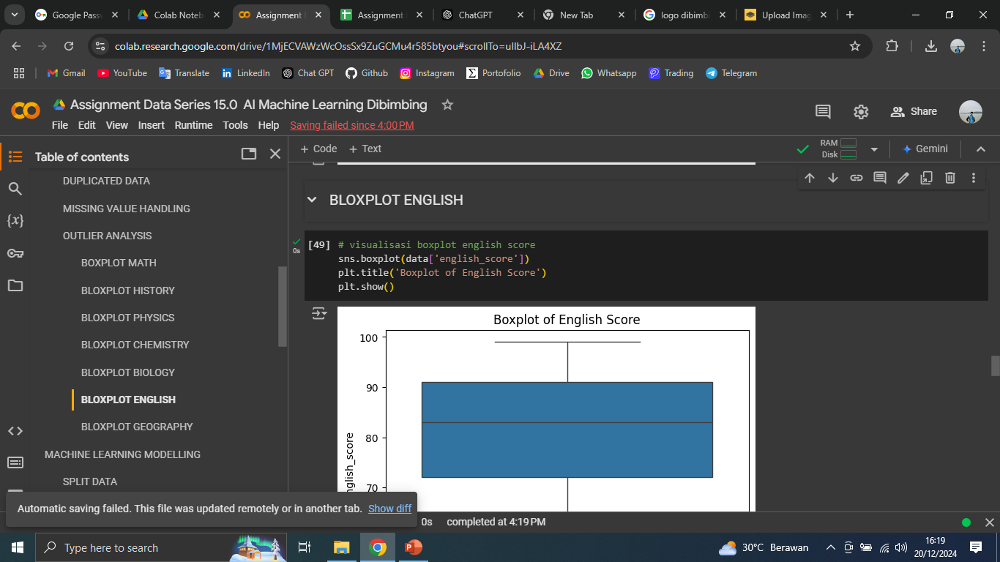 Google Passw
Colab Noteb
Assignment
Assignment
ChatGPT
New Tab
logo dibimbi
Upload Imag
colab.research.google.com/drive/1MjECVAWzWcOssSx9ZuGCMu4r585btyou#scrollTo=uIlbJ-iLA4XZ
Gmail
YouTube
Translate
LinkedIn
Chat GPT
Github
Instagram
Portofolio
Drive
Whatsapp
Trading
Telegram
Assignment Data Series 15.0 AI Machine Learning Dibimbing
File Edit View Insert Runtime Tools Help Saving failed since 4:00 PM
Share
Table of contents
+ Code + Text
RAM
Disk
Gemini
DUPLICATED DATA
MISSING VALUE HANDLING
OUTLIER ANALYSIS
BOXPLOT MATH
BLOXPLOT HISTORY
BLOXPLOT PHYSICS
BLOXPLOT CHEMISTRY
BLOXPLOT BIOLOGY
BLOXPLOT ENGLISH
BLOXPLOT GEOGRAPHY
MACHINE LEARNING MODELLING
SPLIT DATA
BLOXPLOT ENGLISH
0s
[49] # visualisasi boxplot english score
sns.boxplot(data['english_score'])
plt.title('Boxplot of English Score')
plt.show()
Boxplot of English Score
100
90
80
70
nglish_score
Automatic saving failed. This file was updated remotely or in another tab. Show diff
0s completed at 4:19 PM
Type here to search
30°C Berawan
16:19
20/12/2024